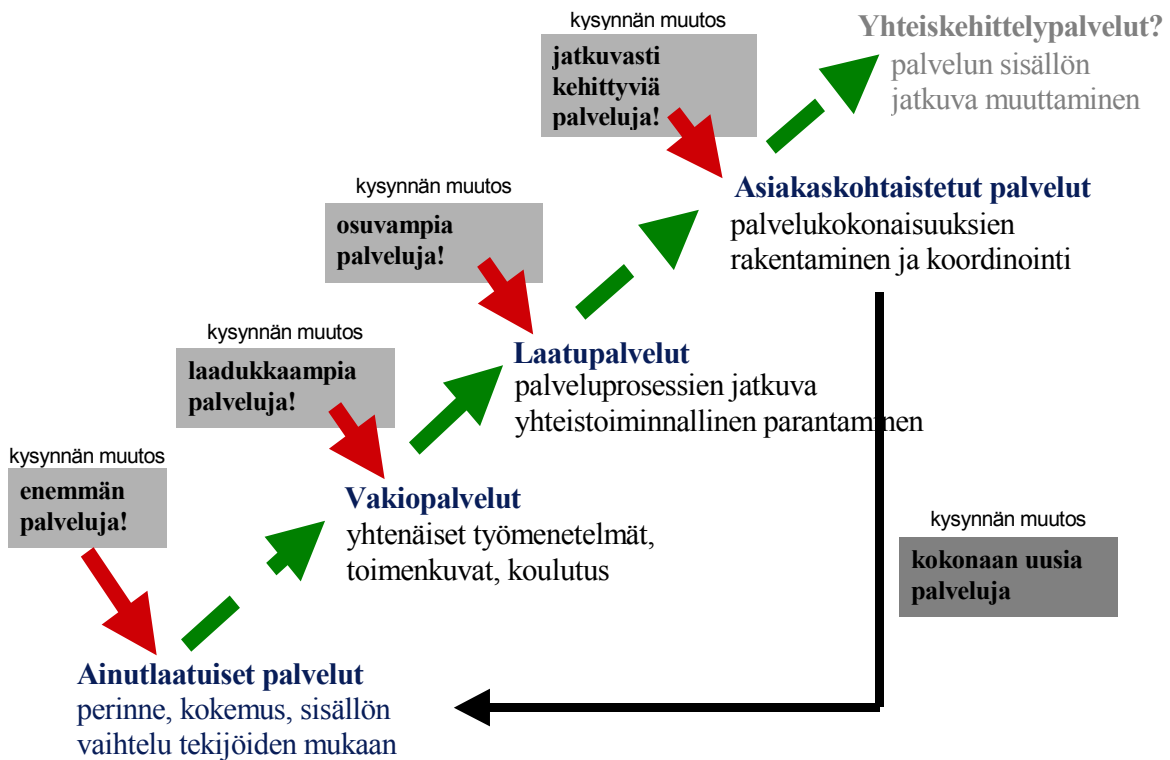 kysynnän muutos
jatkuvasti
kehittyviä
palveluja!
Yhteiskehittelypalvelut?
palvelun sisällön
jatkuva muuttaminen
kysynnän muutos
osuvampia
palveluja!
Asiakaskohtaistetut palvelut
palvelukokonaisuuksien
rakentaminen ja koordinointi
kysynnän muutos
laadukkaampia
palveluja!
Laatupalvelut
palveluprosessien jatkuva
yhteistoiminnallinen parantaminen
kysynnän muutos
enemmän
palveluja!
Vakiopalvelut
yhtenäiset työmenetelmät,
toimenkuvat, koulutus
kysynnän muutos
kokonaan uusia
palveluja
Ainutlaatuiset palvelut
perinne, kokemus, sisällön
vaihtelu tekijöiden mukaan